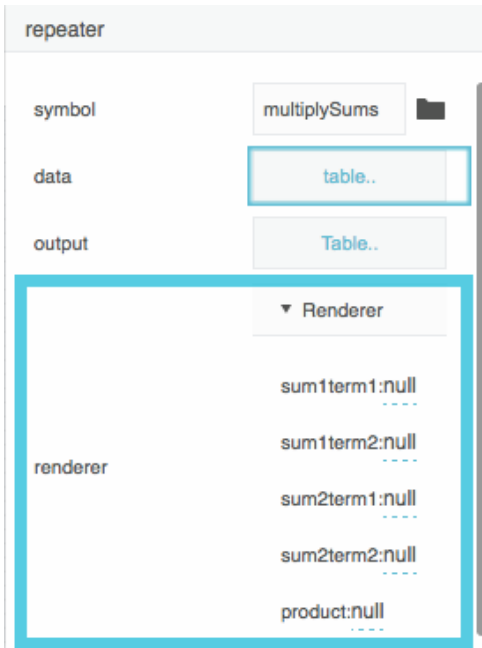 repeater
symbol multiplySums
data table..
output Table..
▼ Renderer
sum1term1:null
sum1term2:null
renderer
sum2term1:null
sum2term2:null
product:null